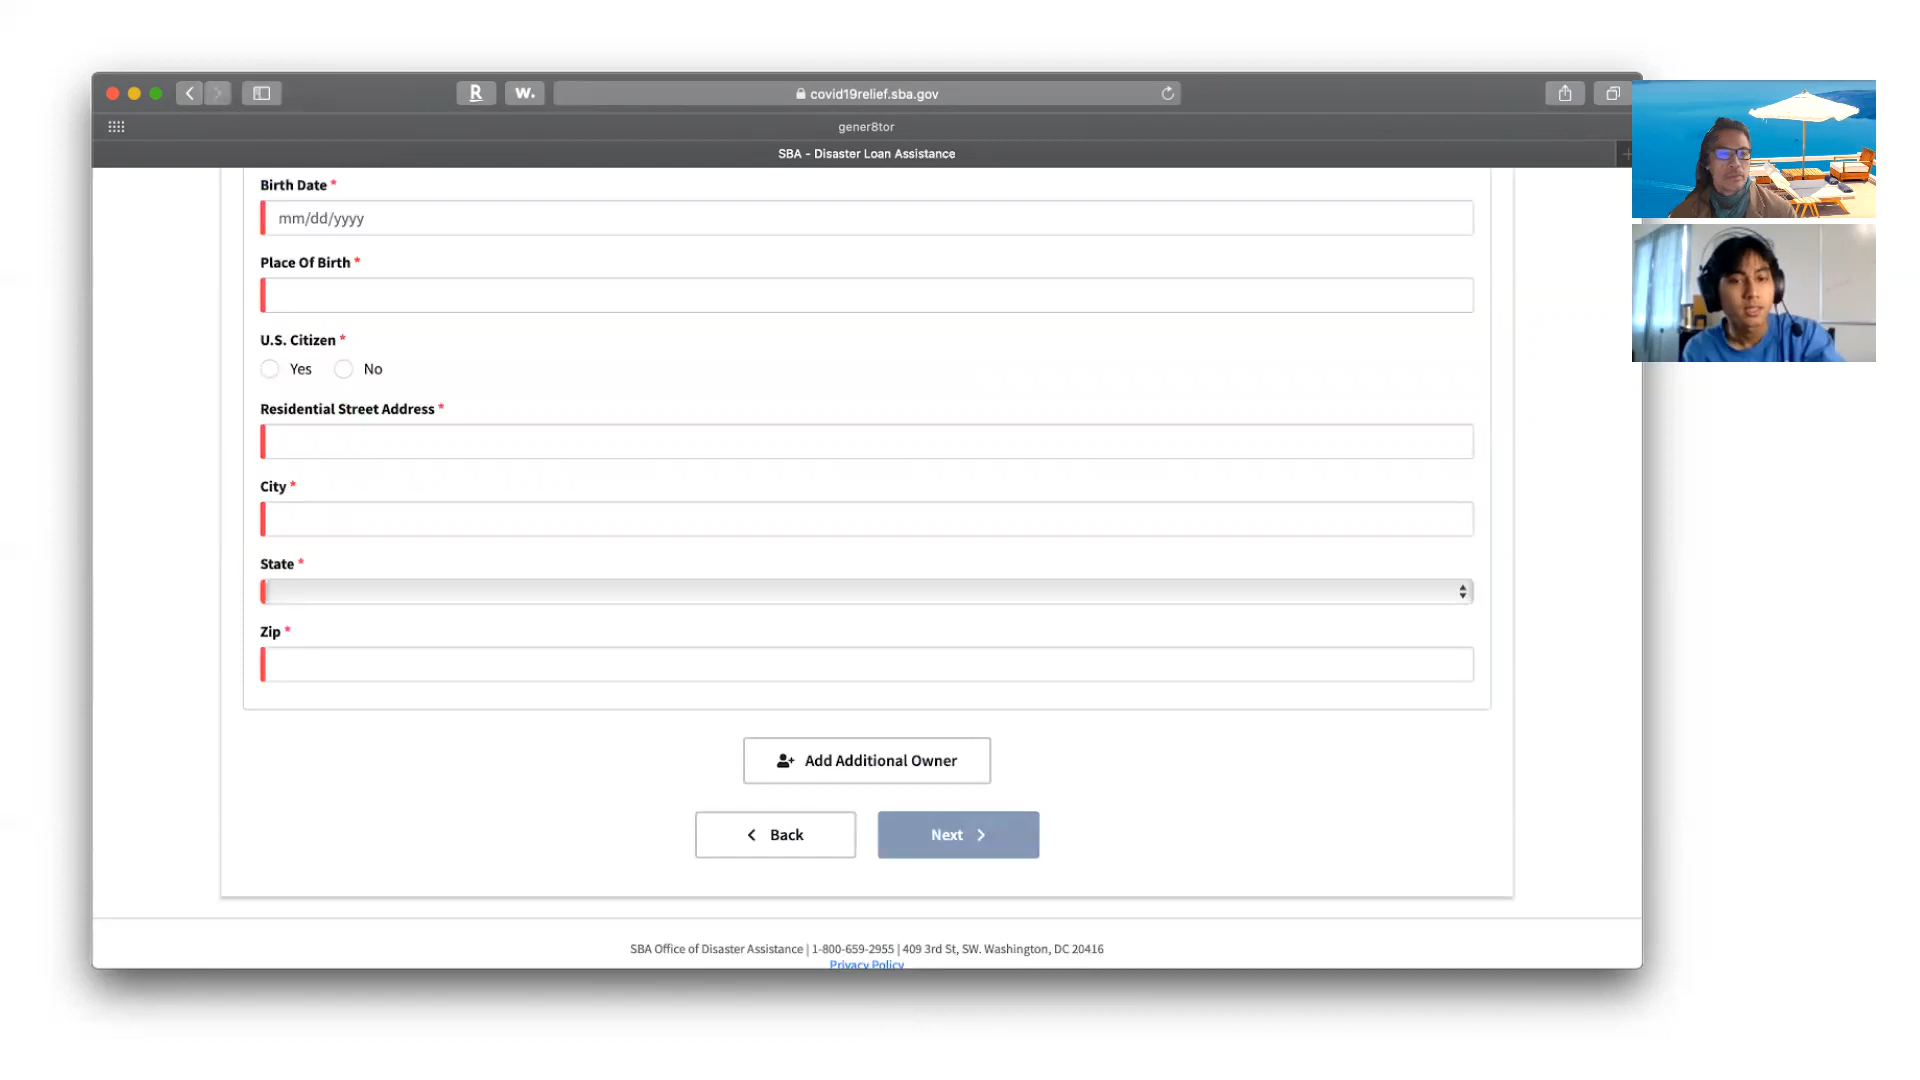 R
w.
covid19relief.sba.gov
gener8tor
SBA - Disaster Loan Assistance
Birth Date *
mm/dd/yyyy
Place Of Birth *
U.S. Citizen *
Yes No
Residential Street Address *
City *
State *
Zip *
Add Additional Owner
Back
Next
SBA Office of Disaster Assistance | 1-800-659-2955 | 409 3rd St, SW. Washington, DC 20416
Privacy Policy